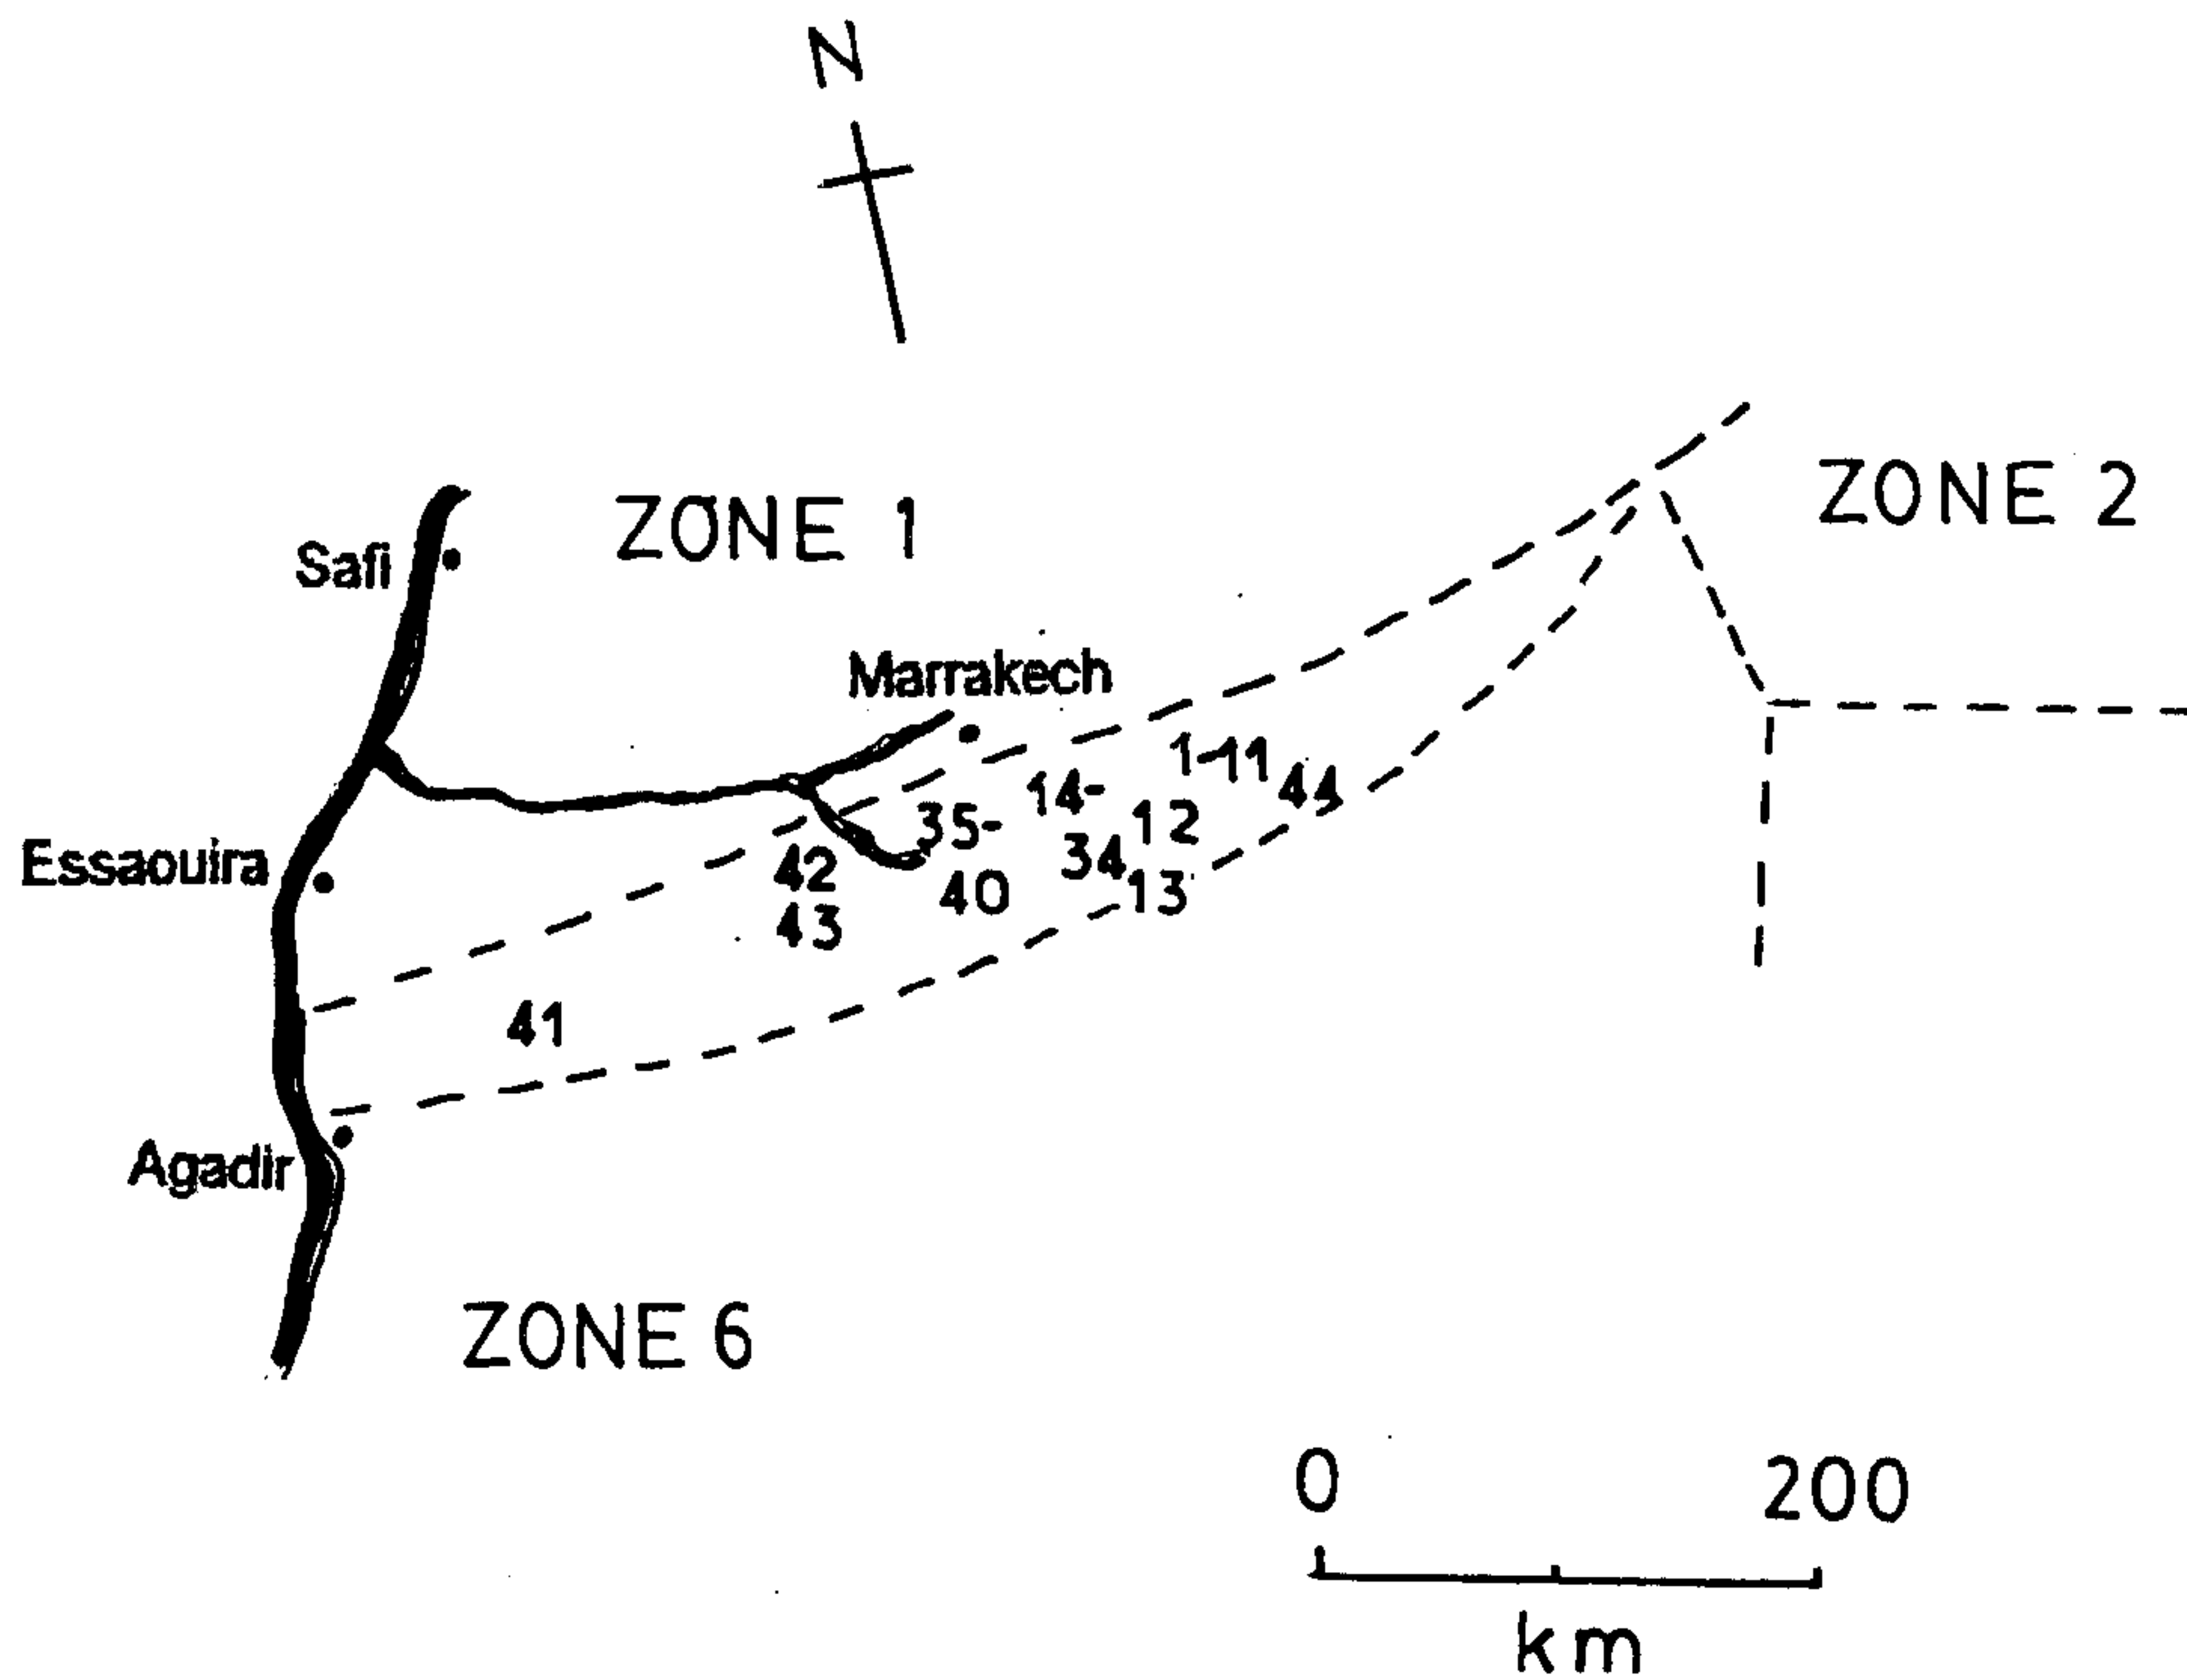 N
ZONE 1
ZONE 2
Safi
Marrakech
1-11
44
14-
34
12
13
35-
40
42
43
Essaouira
41
Agadir
ZONE 6
0 200
km